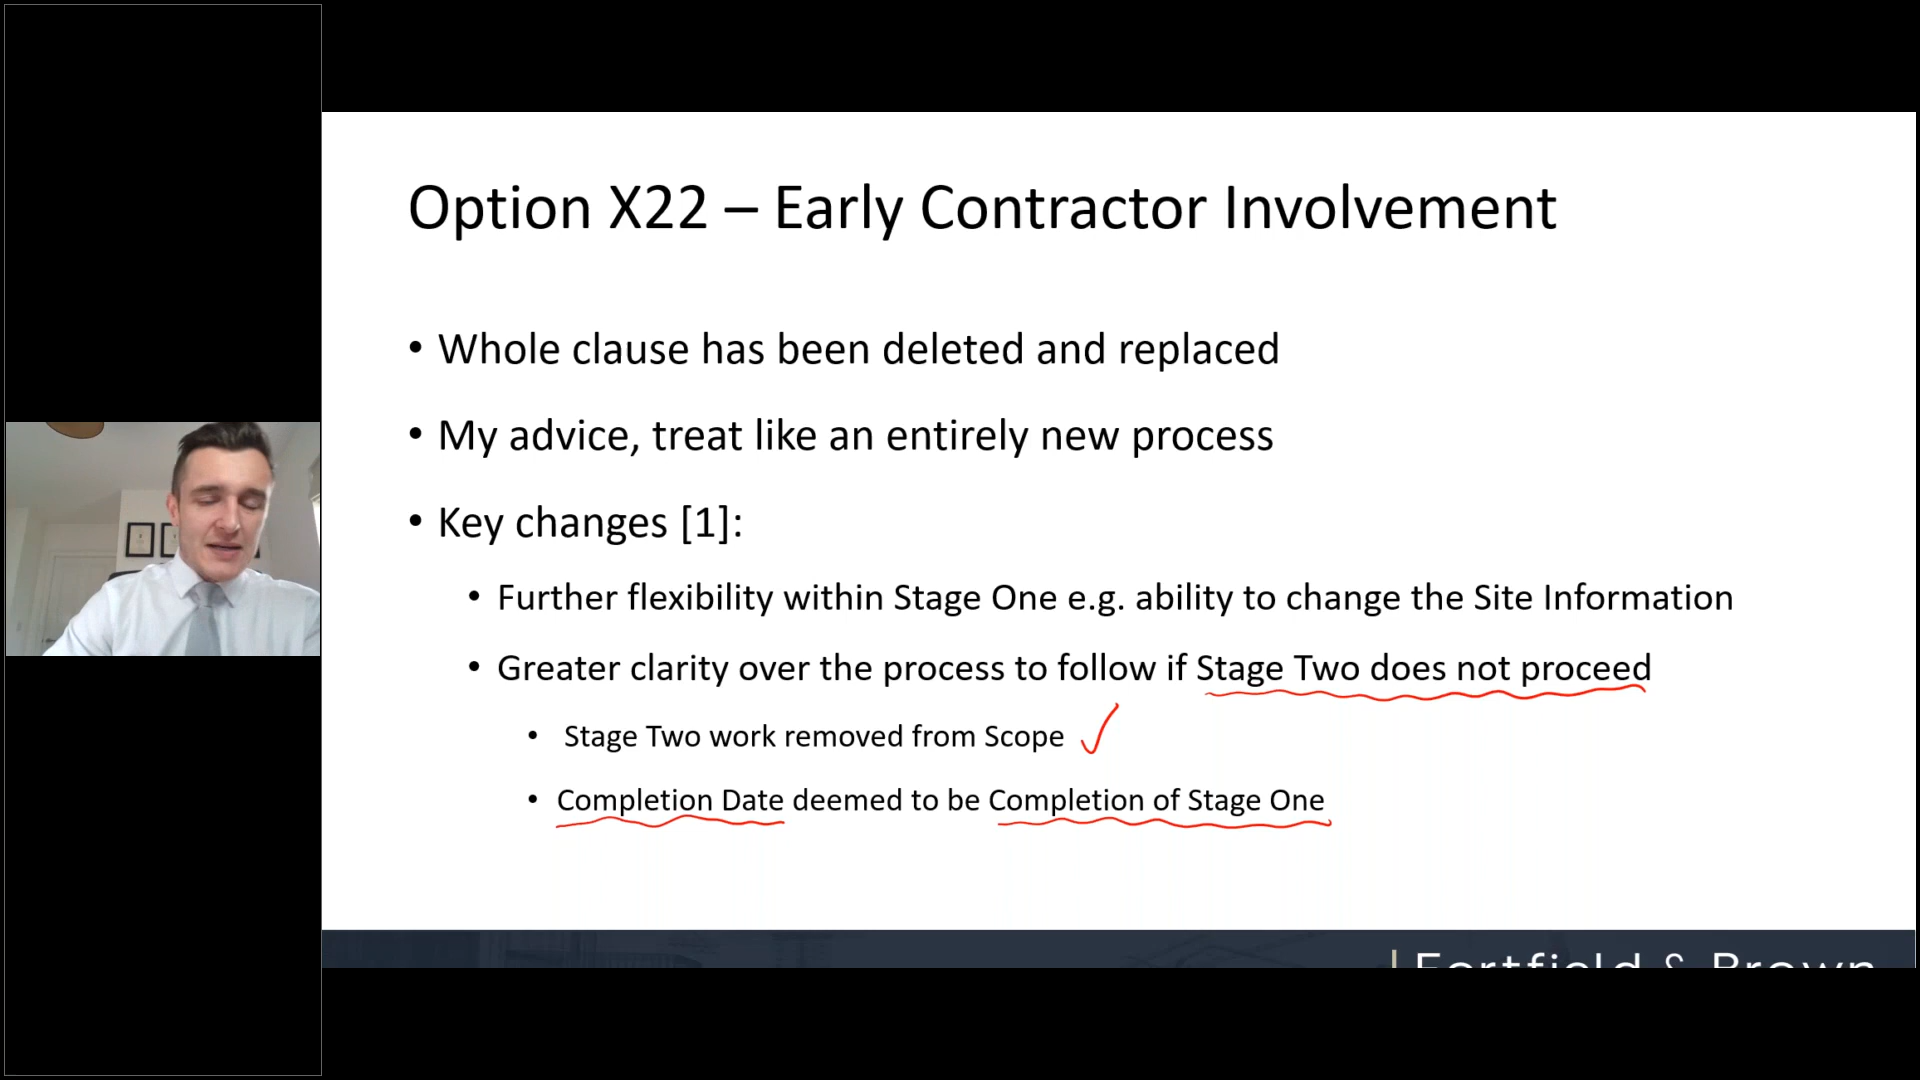 Option X22 – Early Contractor Involvement
• Whole clause has been deleted and replaced
• My advice, treat like an entirely new process
• Key changes [1]:
• Further flexibility within Stage One e.g. ability to change the Site Information
• Greater clarity over the process to follow if Stage Two does not proceed
• Stage Two work removed from Scope
• Completion Date deemed to be Completion of Stage One
Fortfield & Brown